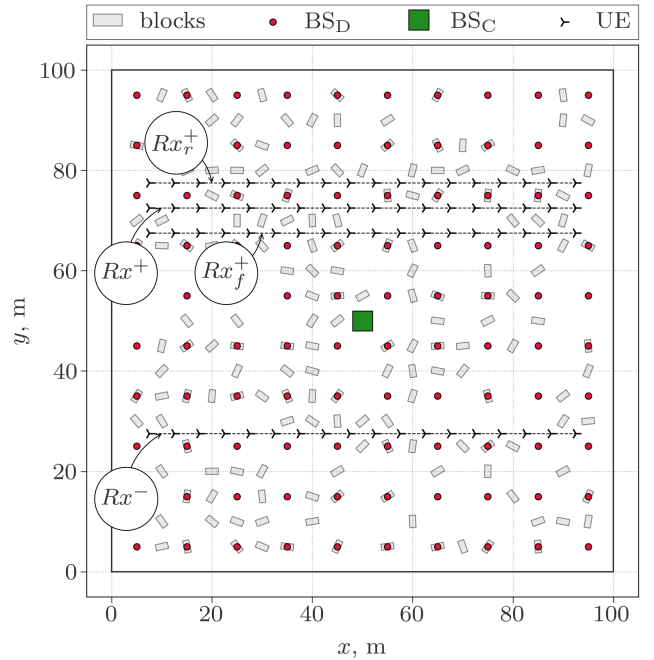 blocks BS_D BS_C UE
100
80
60
40
20
0
y, m
Rx_r^+
Rx^+
Rx_f^+
Rx^-
0 20 40 60 80 100
x, m